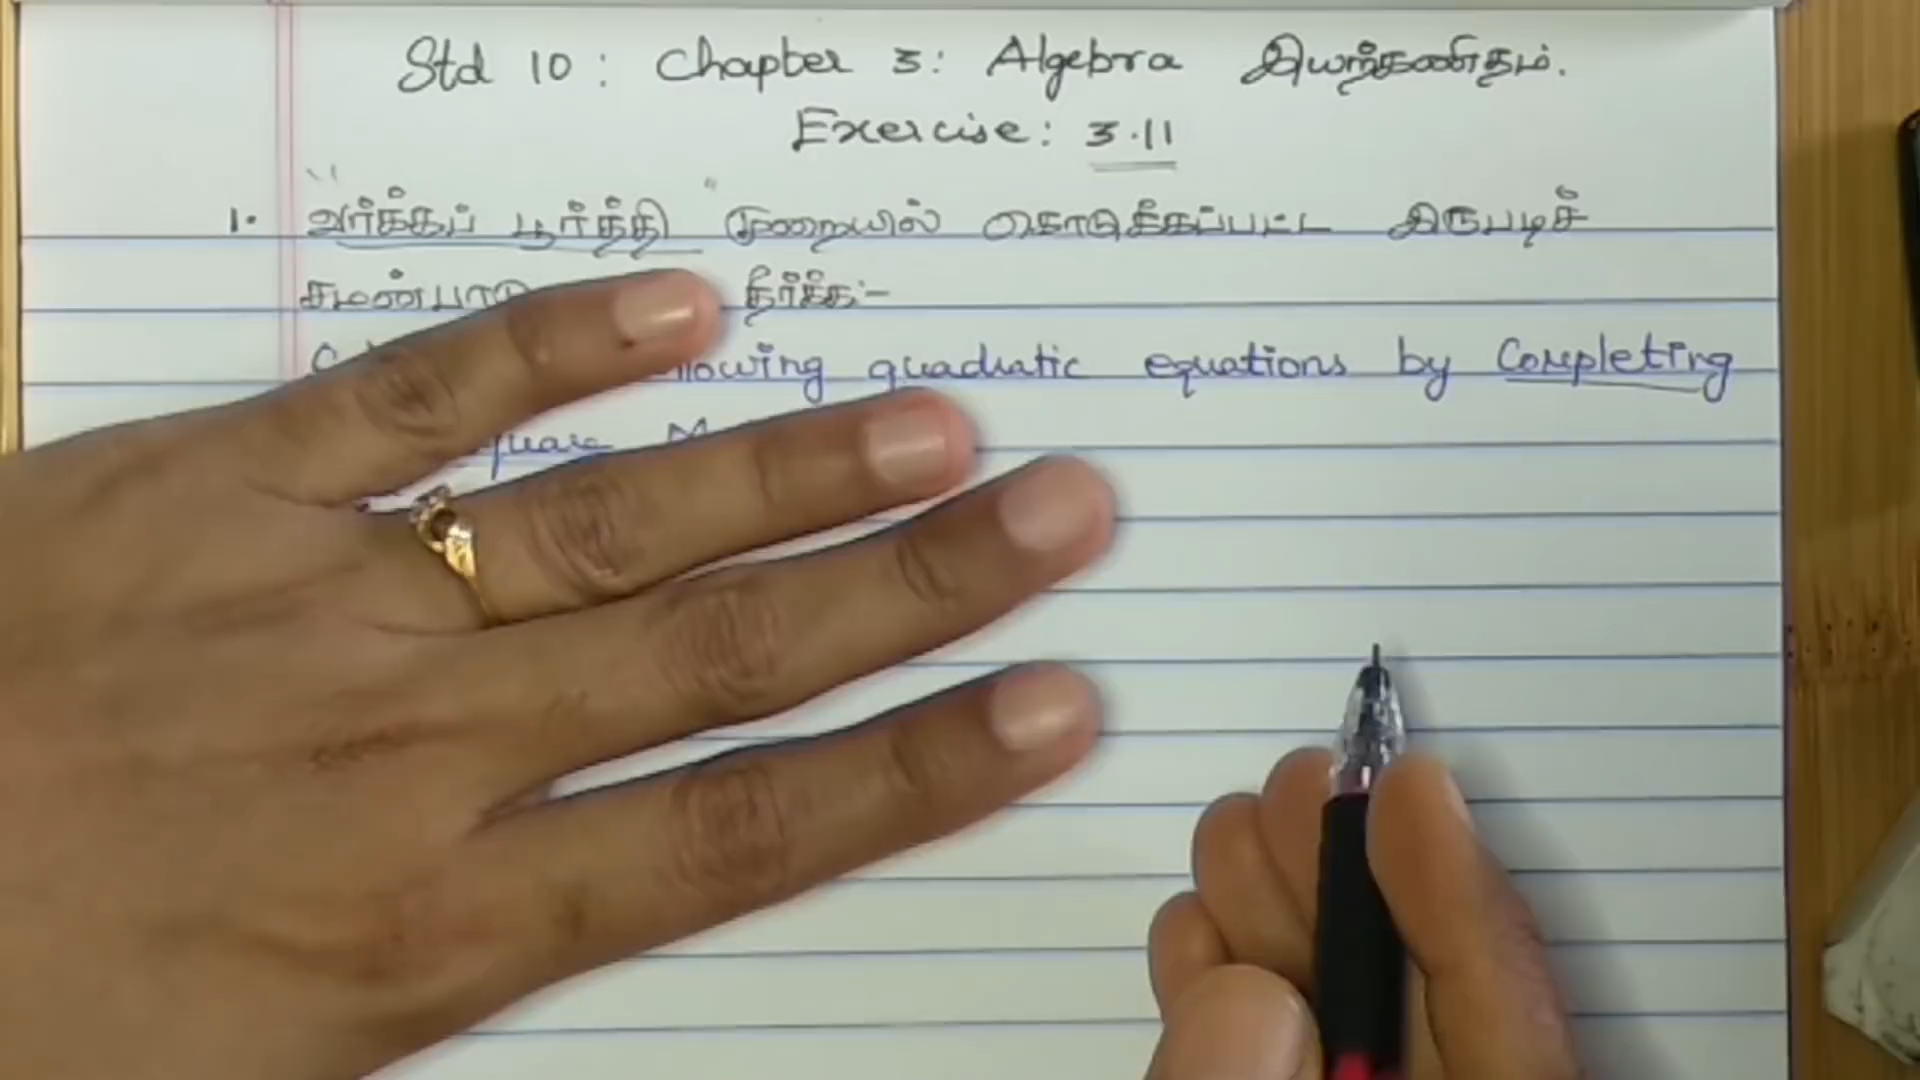 Std 10 : Chapter 3 : Algebra இயற்கணிதம்.
Exercise : 3.11
1. "வர்க்கப் பூர்த்தி" முறையில் கொடுக்கப்பட்ட இருபடிச்
தீர்க்க:-
quadratic equations by Completing